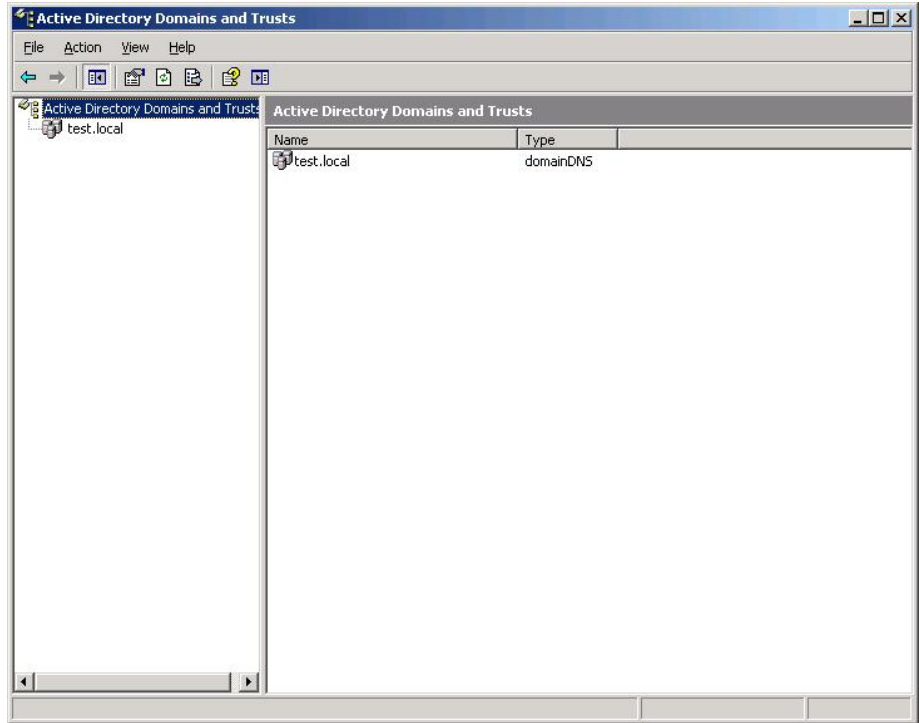 Active Directory Domains and Trusts
File Action View Help
Active Directory Domains and Trusts
test.local
Active Directory Domains and Trusts
Name Type
test.local domainDNS